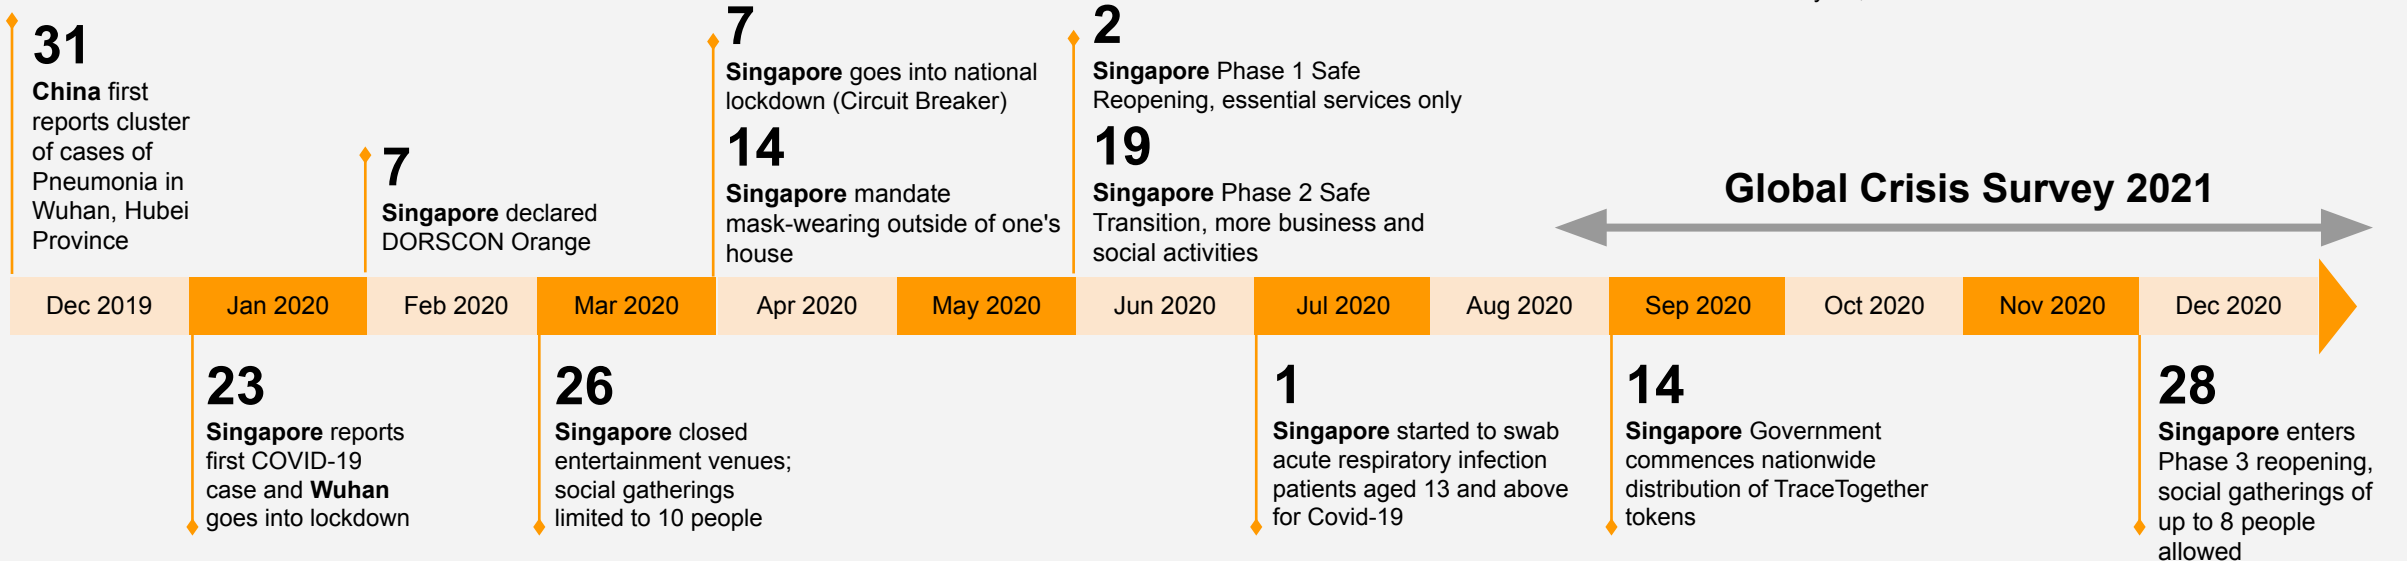 31
China first
reports cluster
of cases of
Pneumonia in
Wuhan, Hubei
Province
7
Singapore declared
DORSCON Orange
7
Singapore goes into national
lockdown (Circuit Breaker)
14
Singapore mandate
mask-wearing outside of one's
house
2
Singapore Phase 1 Safe
Reopening, essential services only
19
Singapore Phase 2 Safe
Transition, more business and
social activities
Global Crisis Survey 2021
Dec 2019
Jan 2020
Feb 2020
Mar 2020
Apr 2020
May 2020
Jun 2020
Jul 2020
Aug 2020
Sep 2020
Oct 2020
Nov 2020
Dec 2020
23
Singapore reports
first COVID-19
case and Wuhan
goes into lockdown
26
Singapore closed
entertainment venues;
social gatherings
limited to 10 people
1
Singapore started to swab
acute respiratory infection
patients aged 13 and above
for Covid-19
14
Singapore Government
commences nationwide
distribution of TraceTogether
tokens
28
Singapore enters
Phase 3 reopening,
social gatherings of
up to 8 people
allowed